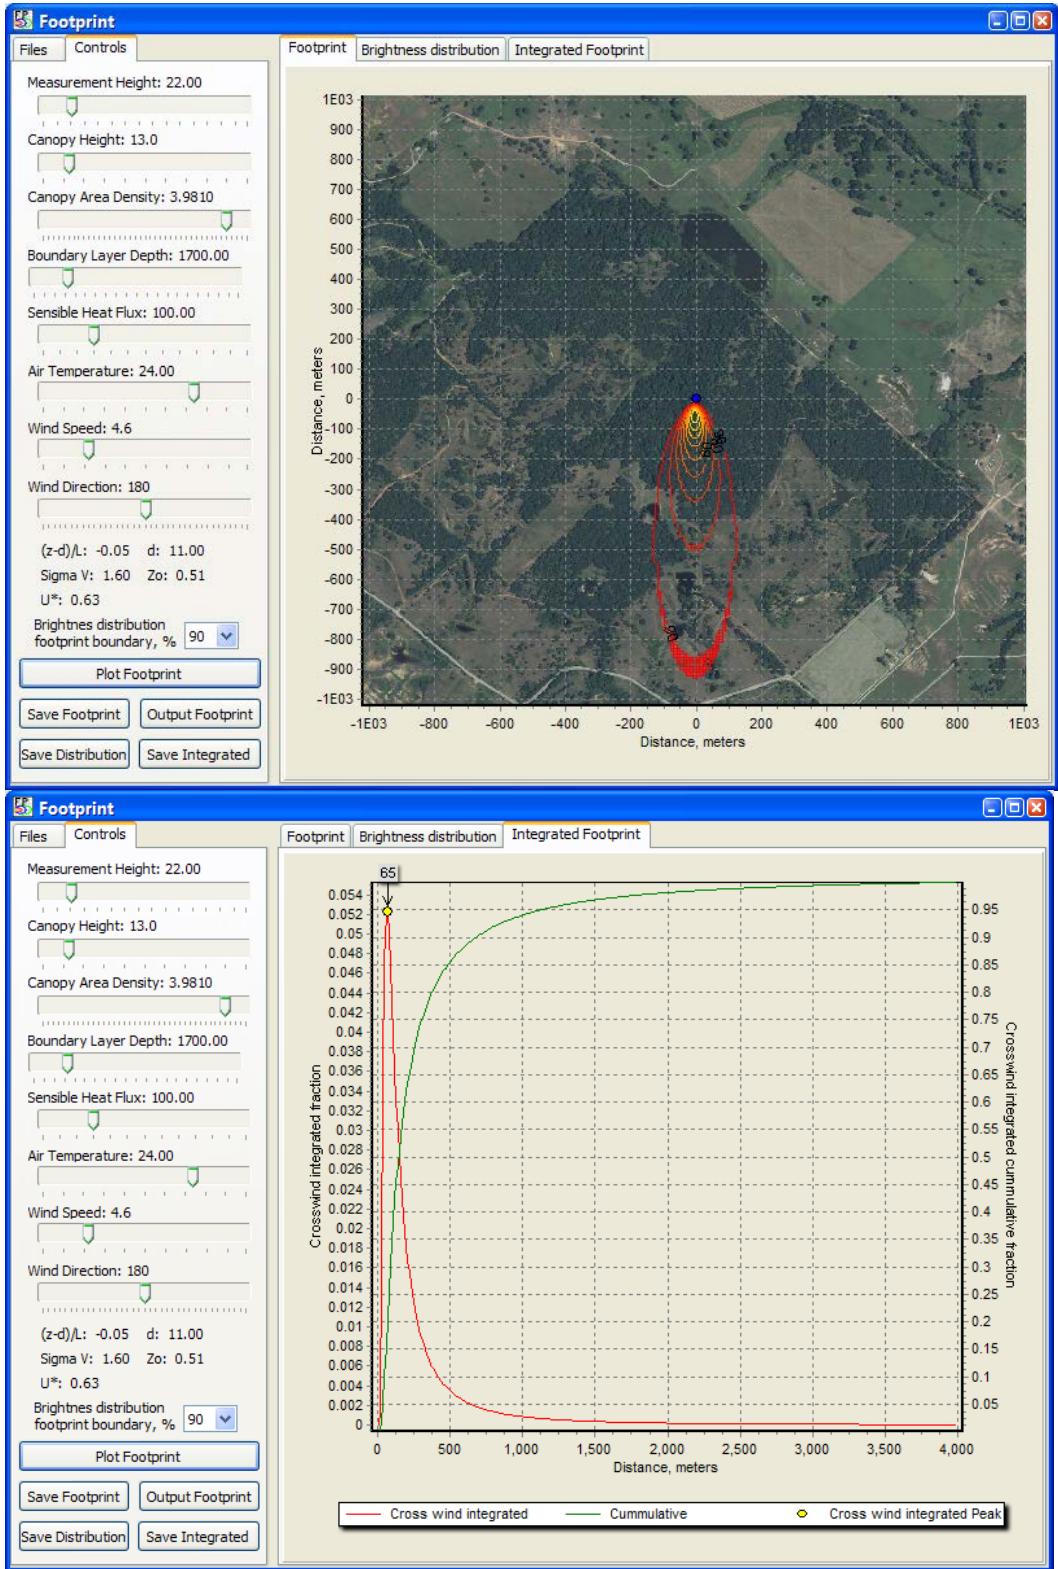 Footprint
Files Controls
Footprint Brightness distribution Integrated Footprint
Measurement Height: 22.00
Canopy Height: 13.0
Canopy Area Density: 3.9810
Boundary Layer Depth: 1700.00
Sensible Heat Flux: 100.00
Air Temperature: 24.00
Wind Speed: 4.6
Wind Direction: 180
(z-d)/L: -0.05 d: 11.00
Sigma V: 1.60 Zo: 0.51
U*: 0.63
Brightnes distribution
footprint boundary, % 90
Plot Footprint
Save Footprint Output Footprint
Save Distribution Save Integrated
1E03
900
800
700
600
500
400
300
200
100
0
-100
-200
-300
-400
-500
-600
-700
-800
-900
-1E03
Distance, meters
90
-1E03 -800 -600 -400 -200 0 200 400 600 800 1E03
Distance, meters
Footprint
Files Controls
Footprint Brightness distribution Integrated Footprint
Measurement Height: 22.00
Canopy Height: 13.0
Canopy Area Density: 3.9810
Boundary Layer Depth: 1700.00
Sensible Heat Flux: 100.00
Air Temperature: 24.00
Wind Speed: 4.6
Wind Direction: 180
(z-d)/L: -0.05 d: 11.00
Sigma V: 1.60 Zo: 0.51
U*: 0.63
Brightnes distribution
footprint boundary, % 90
Plot Footprint
Save Footprint Output Footprint
Save Distribution Save Integrated
65
0.054
0.052
0.05
0.048
0.046
0.044
0.042
0.04
0.038
0.036
0.034
0.032
0.03
0.028
0.026
0.024
0.022
0.02
0.018
0.016
0.014
0.012
0.01
0.008
0.006
0.004
0.002
0
Crosswind integrated fraction
0.95
0.9
0.85
0.8
0.75
0.7
0.65
0.6
0.55
0.5
0.45
0.4
0.35
0.3
0.25
0.2
0.15
0.1
0.05
Crosswind integrated cummulative fraction
0 500 1,000 1,500 2,000 2,500 3,000 3,500 4,000
Distance, meters
Cross wind integrated Cummulative Cross wind integrated Peak